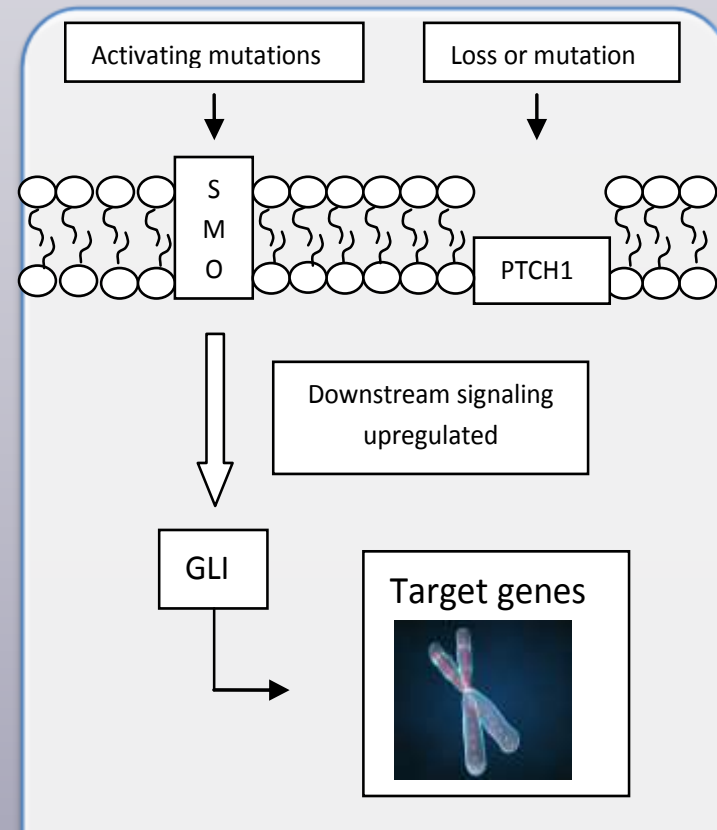 Activating mutations
Loss or mutation
S
M
O
PTCH1
Downstream signaling
upregulated
GLI
Target genes